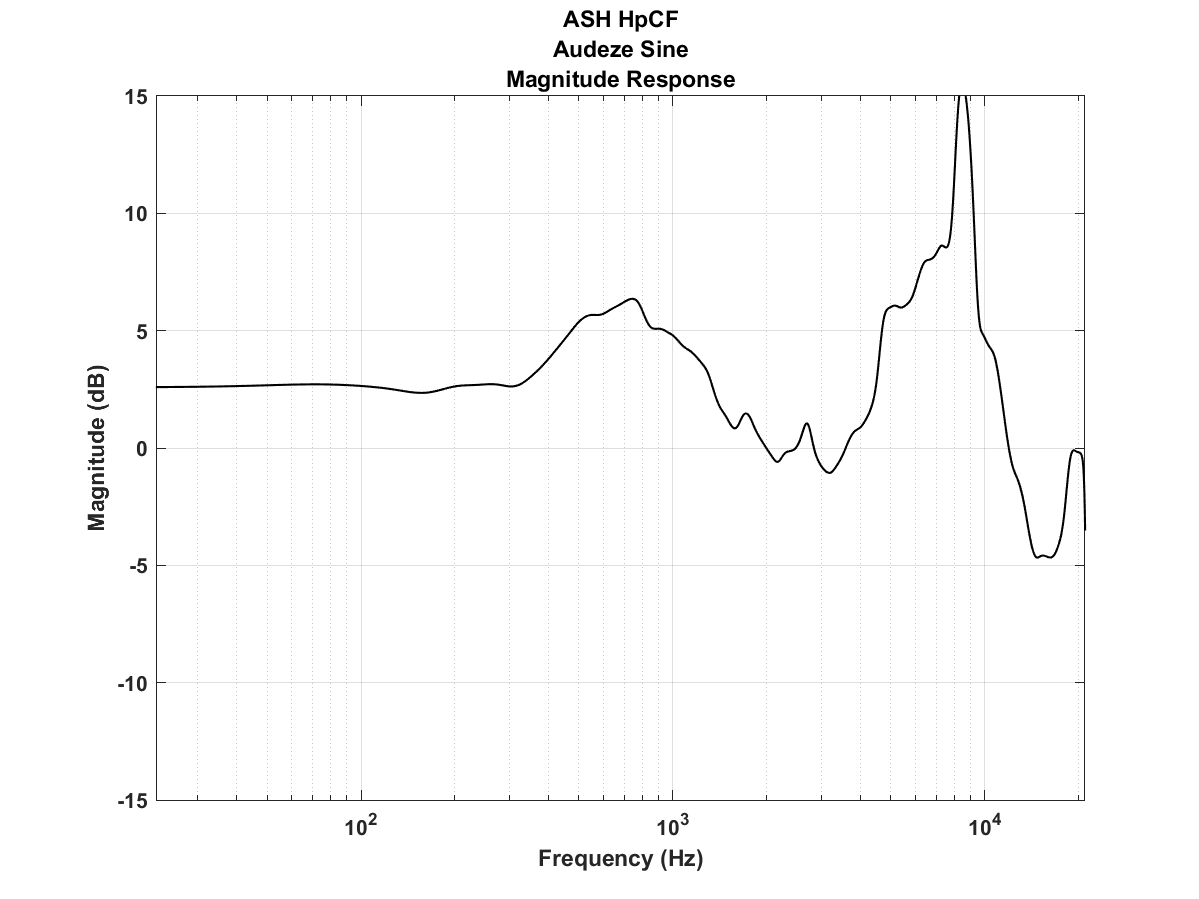 ASH HpCF
Audeze Sine
Magnitude Response
15
10
5
0
-5
-10
-15
Magnitude (dB)
10² 10³ 10⁴
Frequency (Hz)